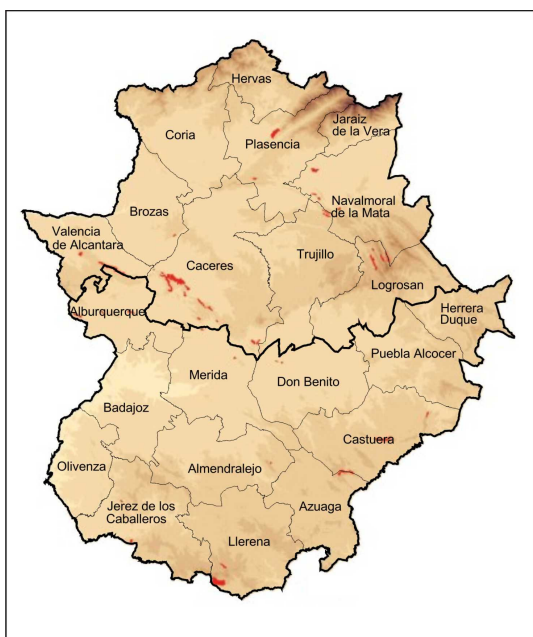 Hervas
Jaraiz
de la Vera
Coria
Plasencia
Navalmoral
de la Mata
Brozas
Valencia
de Alcantara
Trujillo
Caceres
Logrosan
Herrera
Duque
Alburquerque
Puebla Alcocer
Merida
Don Benito
Badajoz
Castuera
Olivenza
Almendralejo
Azuaga
Jerez de los
Caballeros
Llerena